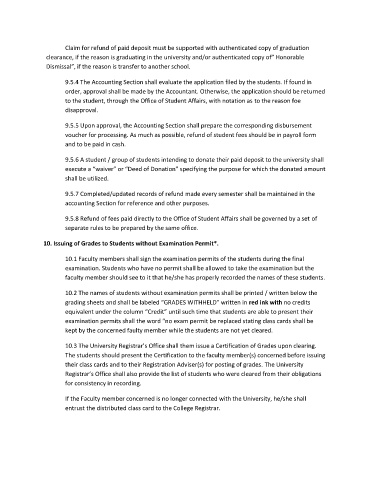 Claim for refund of paid deposit must be supported with authenticated copy of graduation
clearance, if the reason is graduating in the university and/or authenticated copy of" Honorable
Dismissal", if the reason is transfer to another school.
9.5.4 The Accounting Section shall evaluate the application filed by the students. If found in
order, approval shall be made by the Accountant. Otherwise, the application should be returned
to the student, through the Office of Student Affairs, with notation as to the reason foe
disapproval.
9.5.5 Upon approval, the Accounting Section shall prepare the corresponding disbursement
voucher for processing. As much as possible, refund of student fees should be in payroll form
and to be paid in cash.
9.5.6 A student / group of students intending to donate their paid deposit to the university shall
execute a "waiver" or "Deed of Donation" specifying the purpose for which the donated amount
shall be utilized.
9.5.7 Completed/updated records of refund made every semester shall be maintained in the
accounting Section for reference and other purposes.
9.5.8 Refund of fees paid directly to the Office of Student Affairs shall be governed by a set of
separate rules to be prepared by the same office.
10. Issuing of Grades to Students without Examination Permit*.
10.1 Faculty members shall sign the examination permits of the students during the final
examination. Students who have no permit shall be allowed to take the examination but the
faculty member should see to it that he/she has properly recorded the names of these students.
10.2 The names of students without examination permits shall be printed / written below the
grading sheets and shall be labeled "GRADES WITHHELD" written in red ink with no credits
equivalent under the column "Credit" until such time that students are able to present their
examination permits shall the word "no exam permit be replaced stating class cards shall be
kept by the concerned faulty member while the students are not yet cleared.
10.3 The University Registrar's Office shall them issue a Certification of Grades upon clearing.
The students should present the Certification to the faculty member(s) concerned before issuing
their class cards and to their Registration Adviser(s) for posting of grades. The University
Registrar's Office shall also provide the list of students who were cleared from their obligations
for consistency in recording.
If the Faculty member concerned is no longer connected with the University, he/she shall
entrust the distributed class card to the College Registrar.